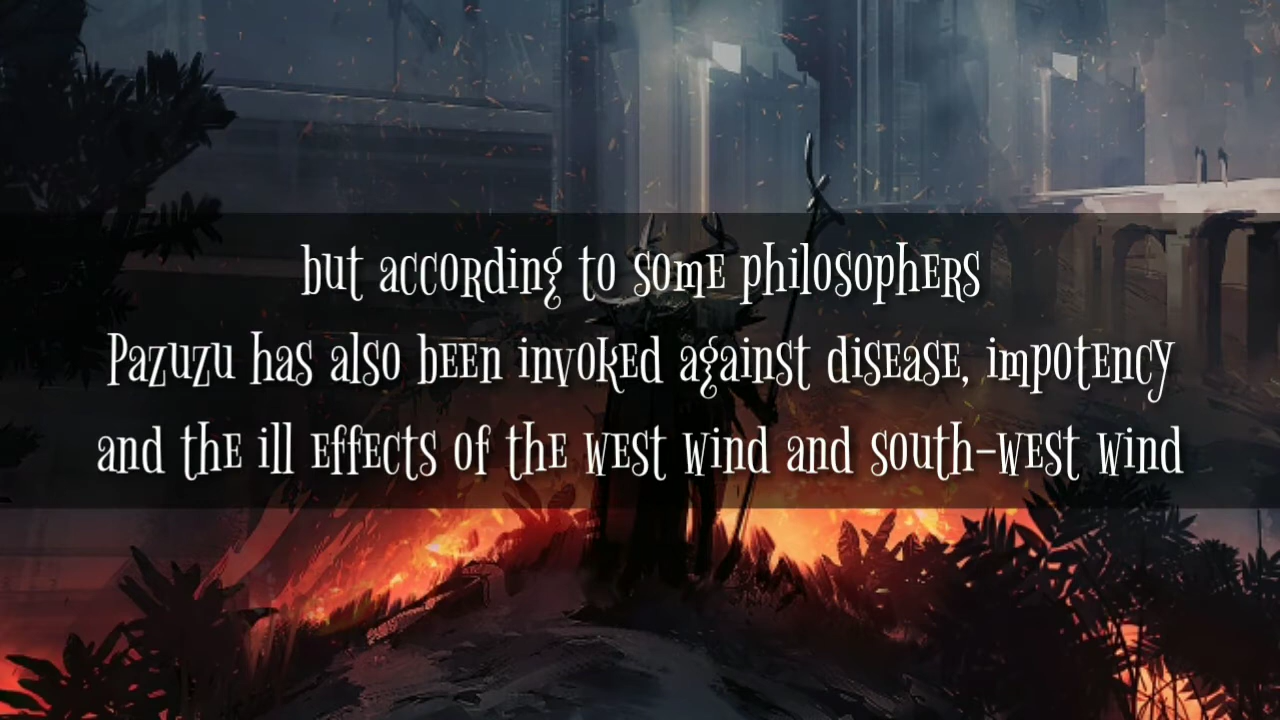 but according to some philosophers
Pazuzu has also been invoked against disease, impotency
and the ill effects of the west wind and south-west wind